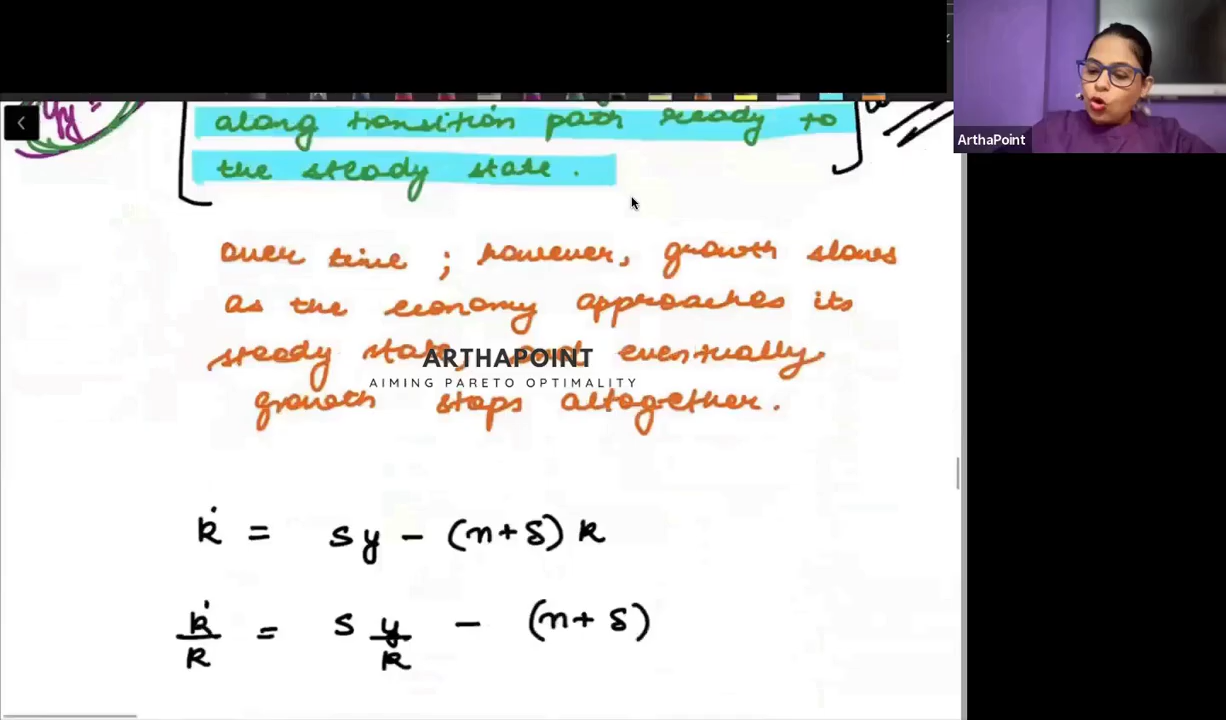 ArthaPoint
along transition path ready to
the steady state.
over time ; however, growth slows
as the economy approaches its
steady state, and eventually
ARTHAPOINT
AIMING PARETO OPTIMALITY
growth stops altogether.
k̇ = sy - (n+δ) k
k̇/k = s y/k - (n+δ)